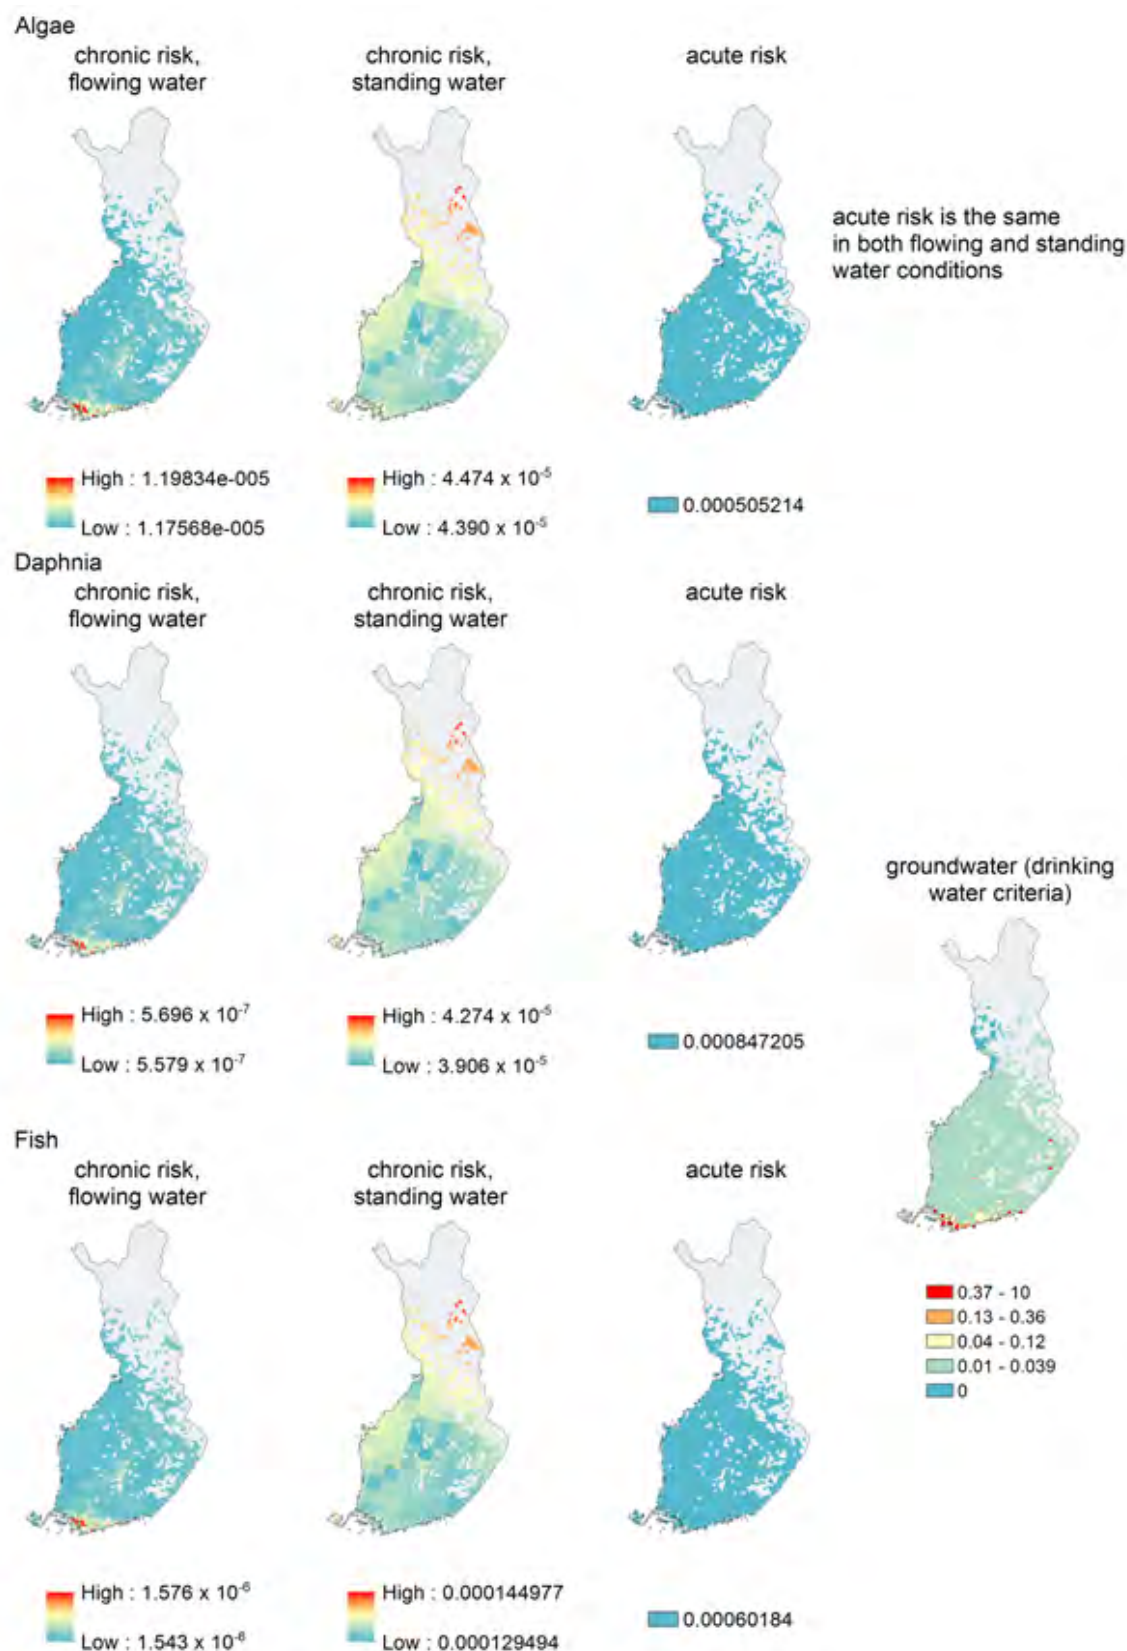 Algae
chronic risk,
flowing water
chronic risk,
standing water
acute risk
acute risk is the same
in both flowing and standing
water conditions
High : 1.19834e-005
Low : 1.17568e-005
High : 4.474 x 10⁻⁵
Low : 4.390 x 10⁻⁵
0.000505214
Daphnia
chronic risk,
flowing water
chronic risk,
standing water
acute risk
High : 5.696 x 10⁻⁷
Low : 5.579 x 10⁻⁷
High : 4.274 x 10⁻⁵
Low : 3.906 x 10⁻⁵
0.000847205
groundwater (drinking
water criteria)
0.37 - 10
0.13 - 0.36
0.04 - 0.12
0.01 - 0.039
0
Fish
chronic risk,
flowing water
chronic risk,
standing water
acute risk
High : 1.576 x 10⁻⁶
Low : 1.543 x 10⁻⁶
High : 0.000144977
Low : 0.000129494
0.00060184